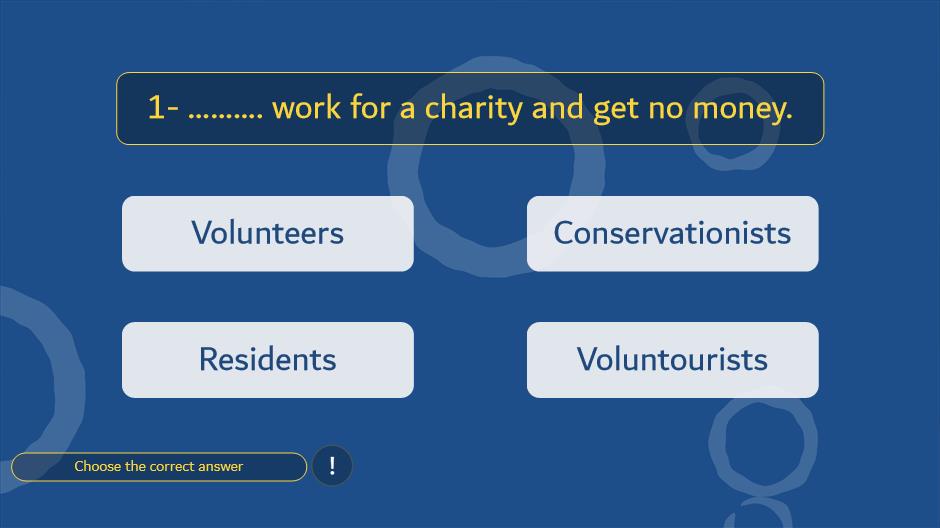 1- .......... work for a charity and get no money.
Volunteers
Conservationists
Residents
Voluntourists
Choose the correct answer
!